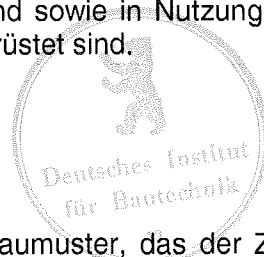 nd sowie in Nutzung
rüstet sind.
Deutsches Institut
für Bautechnik
aumuster, das der Z